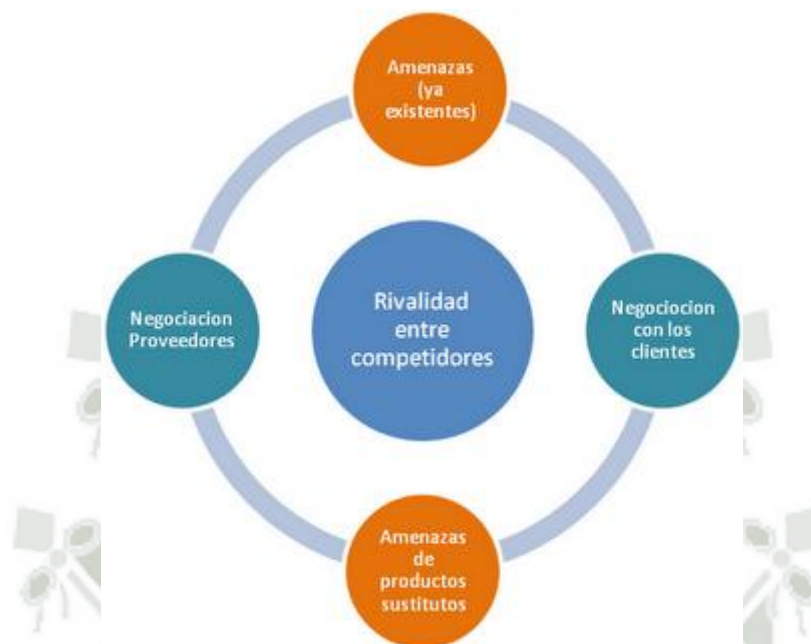 Amenazas
(ya
existentes)
Negociacion
Proveedores
Rivalidad
entre
competidores
Negociocion
con los
clientes
Amenazas
de
productos
sustitutos